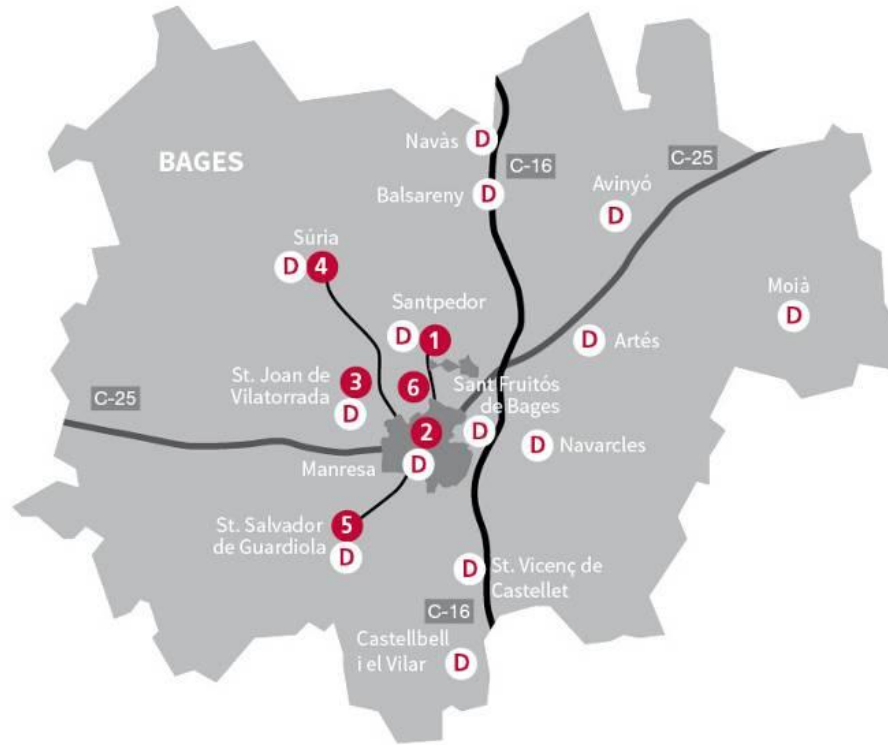 Navàs
D
C-16
BAGES
C-25
Balsareny
D
Avinyó
D
Súria
D
4
Moià
D
Santpedor
D
1
D
Artés
St. Joan de
Vilatorrada
3
D
6
Sant Fruitós
de Bages
D
C-25
2
Manresa
D
D
Navarcles
St. Salvador
de Guardiola
5
D
D
St. Vicenç de
Castellet
C-16
Castellbell
i el Vilar
D